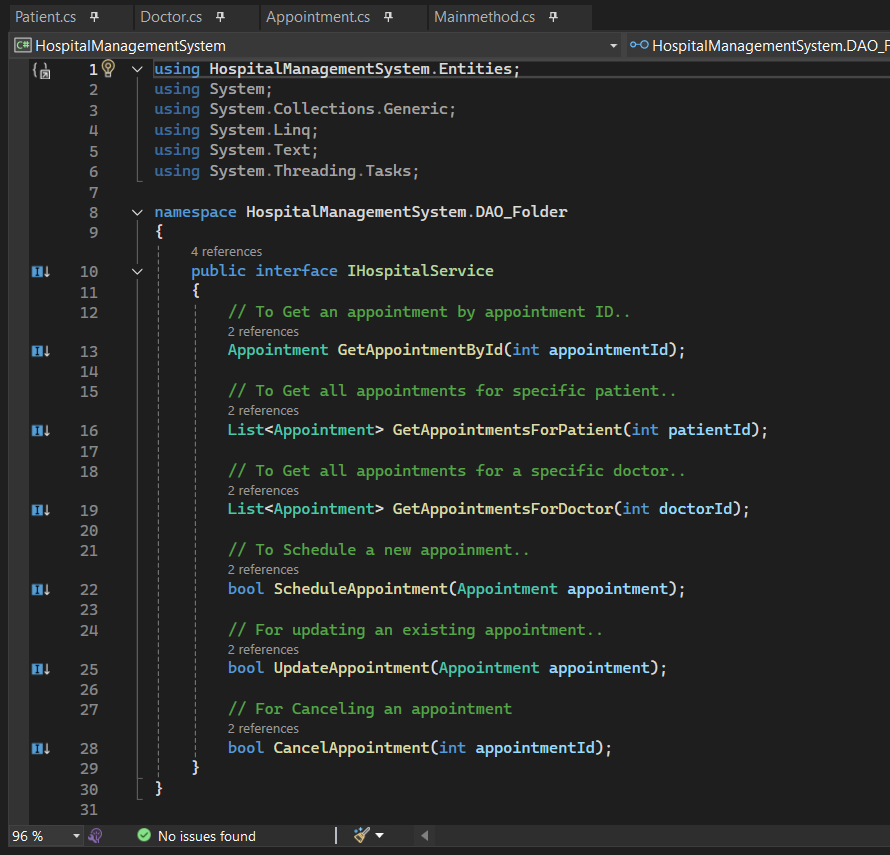 Patient.cs Doctor.cs Appointment.cs Mainmethod.cs
C# HospitalManagementSystem HospitalManagementSystem.DAO_F
1 using HospitalManagementSystem.Entities;
2 using System;
3 using System.Collections.Generic;
4 using System.Linq;
5 using System.Text;
6 using System.Threading.Tasks;
7
8 namespace HospitalManagementSystem.DAO_Folder
9 {
4 references
10 public interface IHospitalService
11 {
12 // To Get an appointment by appointment ID..
2 references
13 Appointment GetAppointmentById(int appointmentId);
14
15 // To Get all appointments for specific patient..
2 references
16 List<Appointment> GetAppointmentsForPatient(int patientId);
17
18 // To Get all appointments for a specific doctor..
2 references
19 List<Appointment> GetAppointmentsForDoctor(int doctorId);
20
21 // To Schedule a new appoinment..
2 references
22 bool ScheduleAppointment(Appointment appointment);
23
24 // For updating an existing appointment..
2 references
25 bool UpdateAppointment(Appointment appointment);
26
27 // For Canceling an appointment
2 references
28 bool CancelAppointment(int appointmentId);
29 }
30 }
31
96 % No issues found